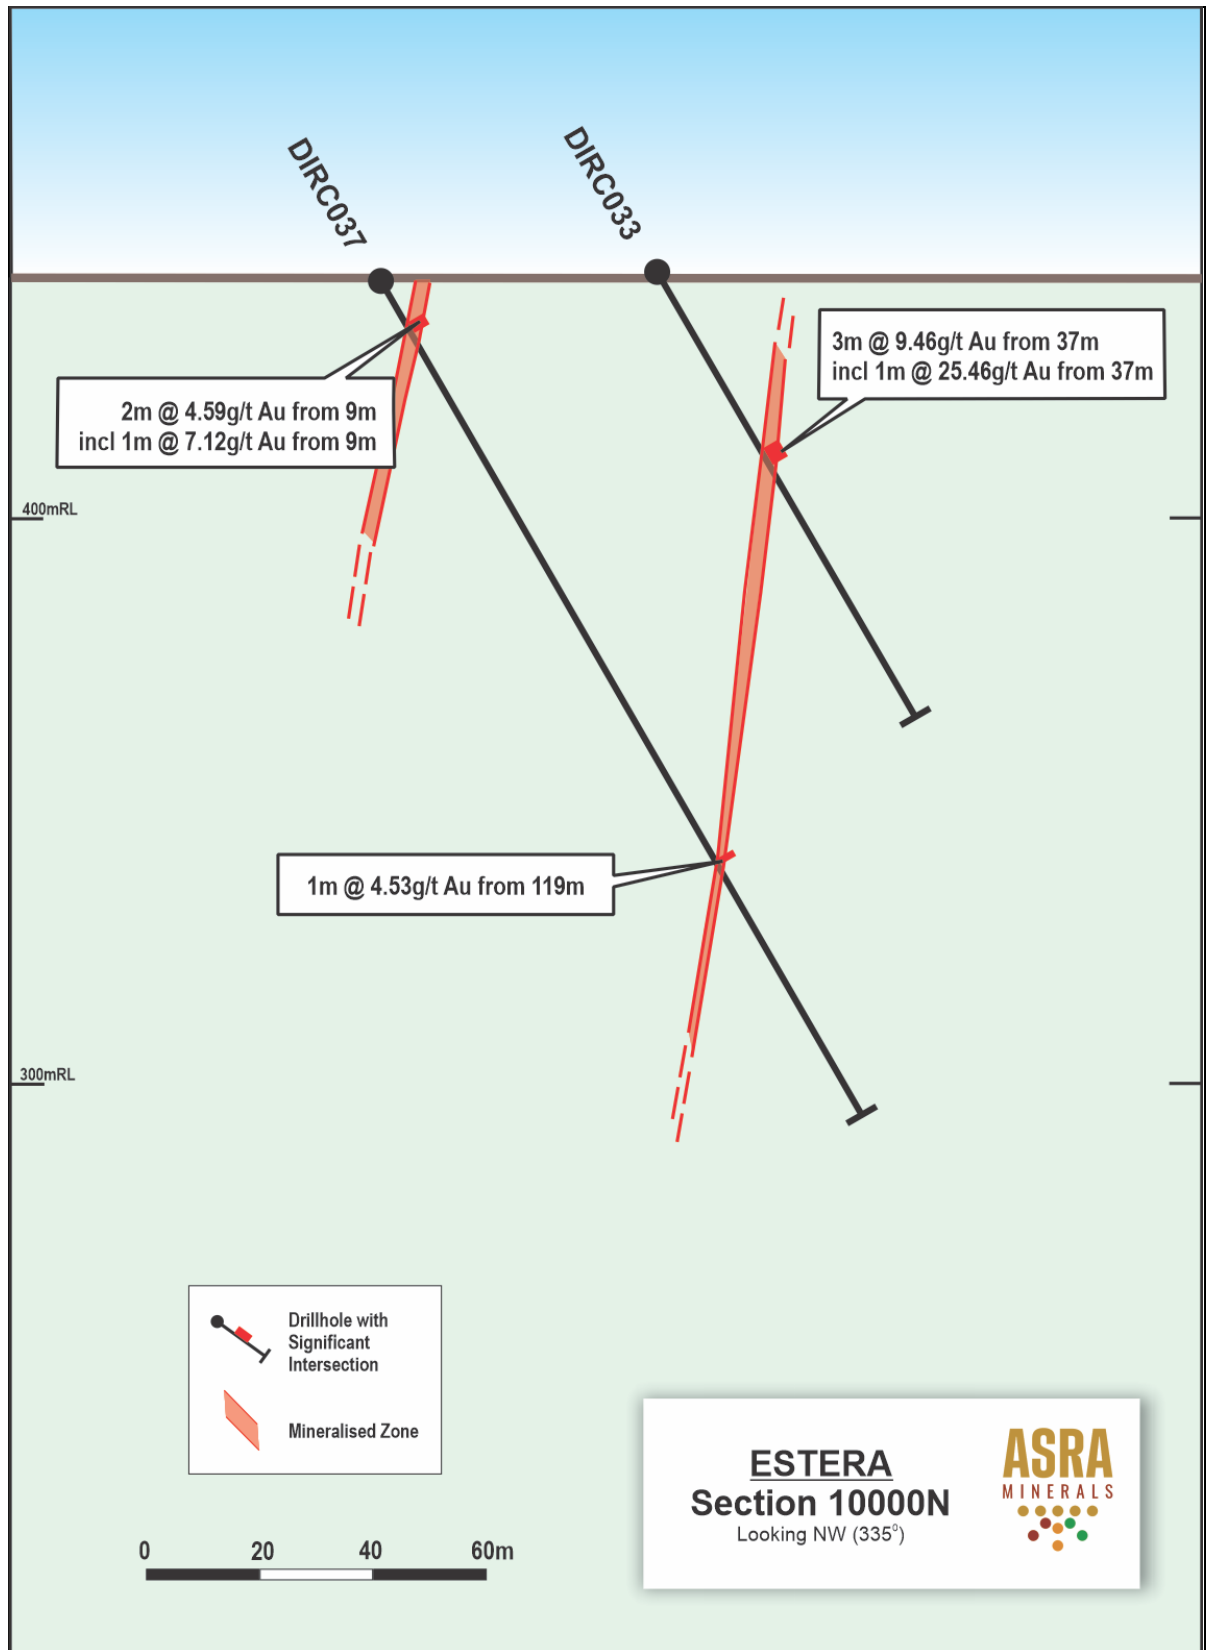 DIRC037
DIRC033
3m @ 9.46g/t Au from 37m
incl 1m @ 25.46g/t Au from 37m
2m @ 4.59g/t Au from 9m
incl 1m @ 7.12g/t Au from 9m
400mRL
1m @ 4.53g/t Au from 119m
300mRL
Drillhole with
Significant
Intersection
Mineralised Zone
ESTERA
Section 10000N
Looking NW (335⁰)
ASRA
MINERALS
0 20 40 60m